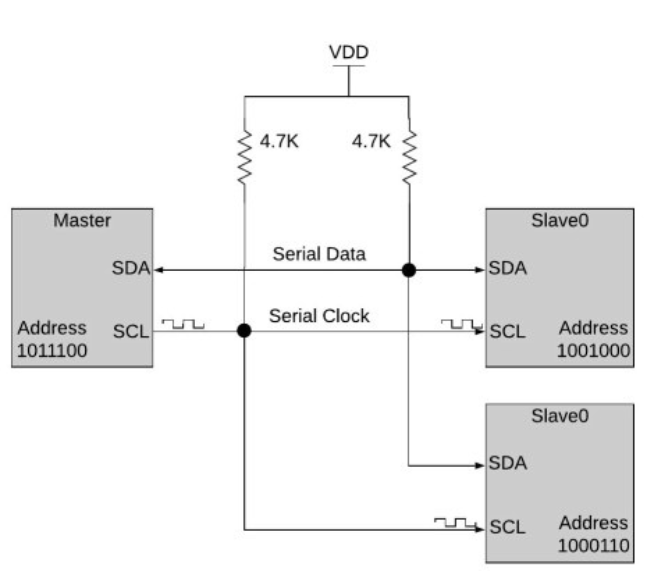 VDD
4.7K
4.7K
Master
SDA
SCL
Address
1011100
Serial Data
Serial Clock
Slave0
SDA
SCL
Address
1001000
Slave0
SDA
SCL
Address
1000110